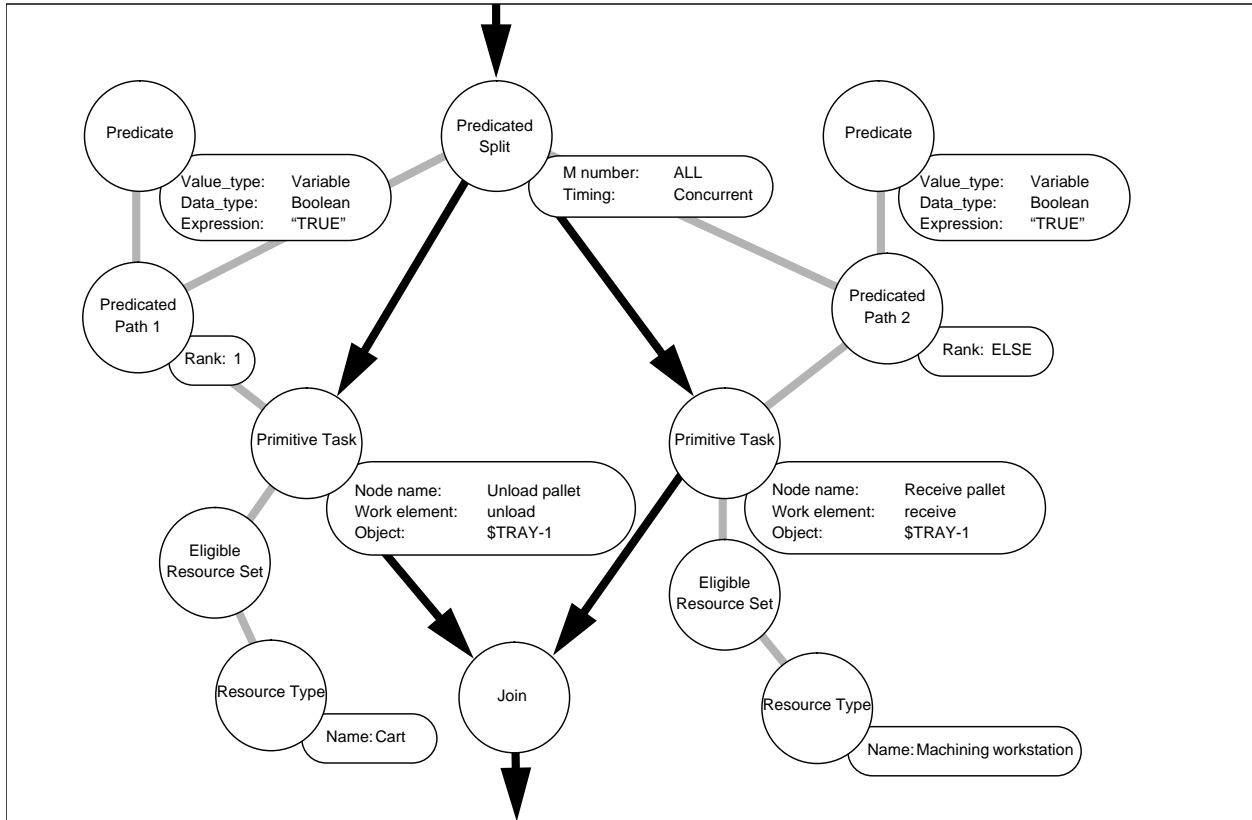 Predicate
Predicated
Split
Predicate
Value_type: Variable
Data_type: Boolean
Expression: “TRUE”
M number: ALL
Timing: Concurrent
Value_type: Variable
Data_type: Boolean
Expression: “TRUE”
Predicated
Path 1
Rank: 1
Predicated
Path 2
Rank: ELSE
Primitive Task
Node name: Unload pallet
Work element: unload
Object: $TRAY-1
Primitive Task
Node name: Receive pallet
Work element: receive
Object: $TRAY-1
Eligible
Resource Set
Eligible
Resource Set
Resource Type
Name: Cart
Join
Resource Type
Name: Machining workstation